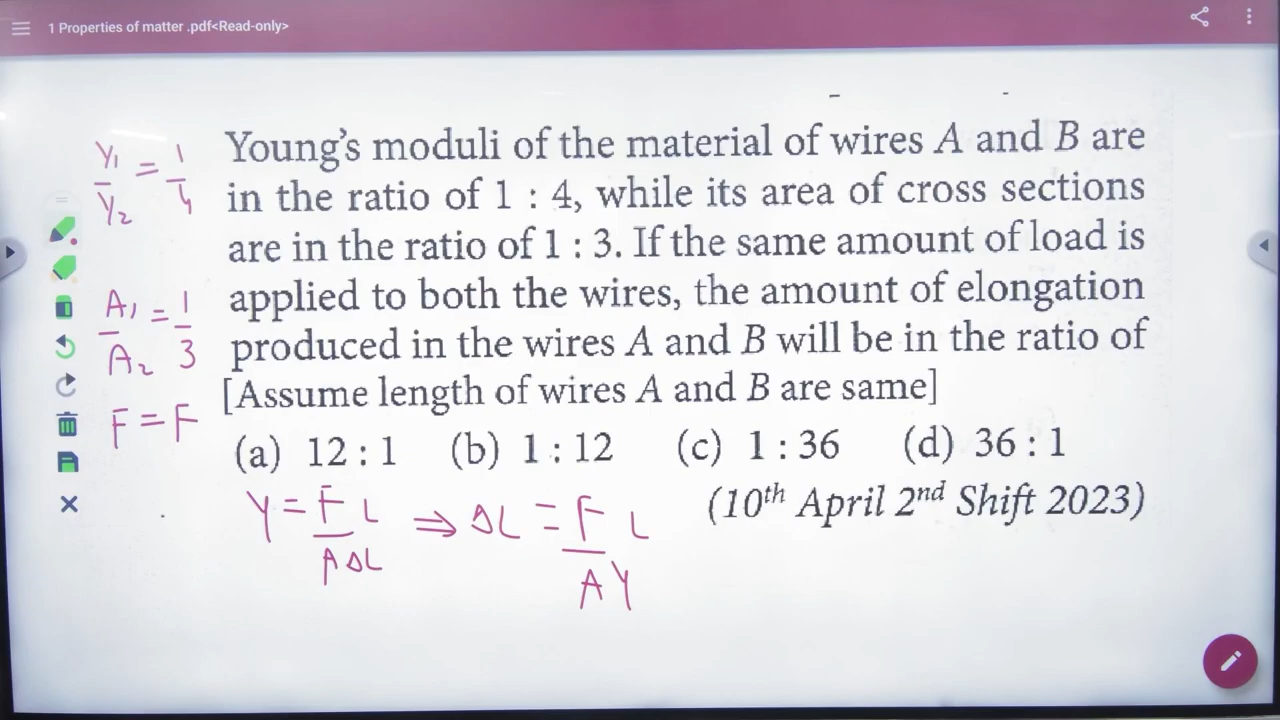 1 Properties of matter .pdf<Read-only>
Young's moduli of the material of wires A and B are
in the ratio of 1 : 4, while its area of cross sections
are in the ratio of 1 : 3. If the same amount of load is
applied to both the wires, the amount of elongation
produced in the wires A and B will be in the ratio of
[Assume length of wires A and B are same]
(a) 12 : 1 (b) 1 : 12 (c) 1 : 36 (d) 36 : 1
(10th April 2nd Shift 2023)
Y₁/Y₂ = 1/4
A₁/A₂ = 1/3
F = F
Y = F L / A ΔL ⇒ ΔL = F L / A Y